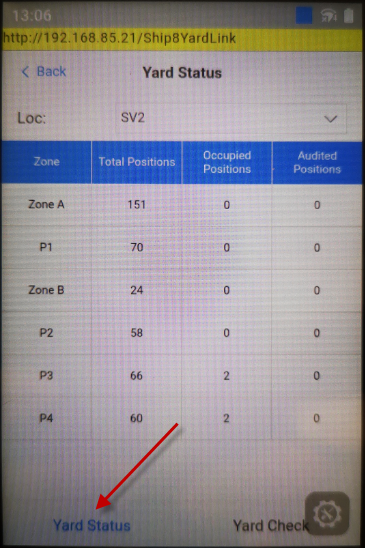 13:06
http://192.168.85.21/Ship8YardLink
Back Yard Status
Loc: SV2
Zone Total Positions Occupied Positions Audited Positions
Zone A 151 0 0
P1 70 0 0
Zone B 24 0 0
P2 58 0 0
P3 66 2 0
P4 60 2 0
Yard Status Yard Check